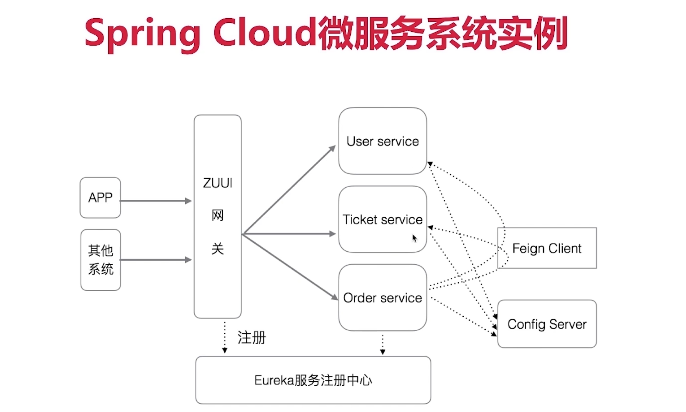 Spring Cloud微服务系统实例
User service
ZUUl
网
关
APP
Ticket service
其他
系统
Feign Client
Order service
Config Server
注册
Eureka服务注册中心